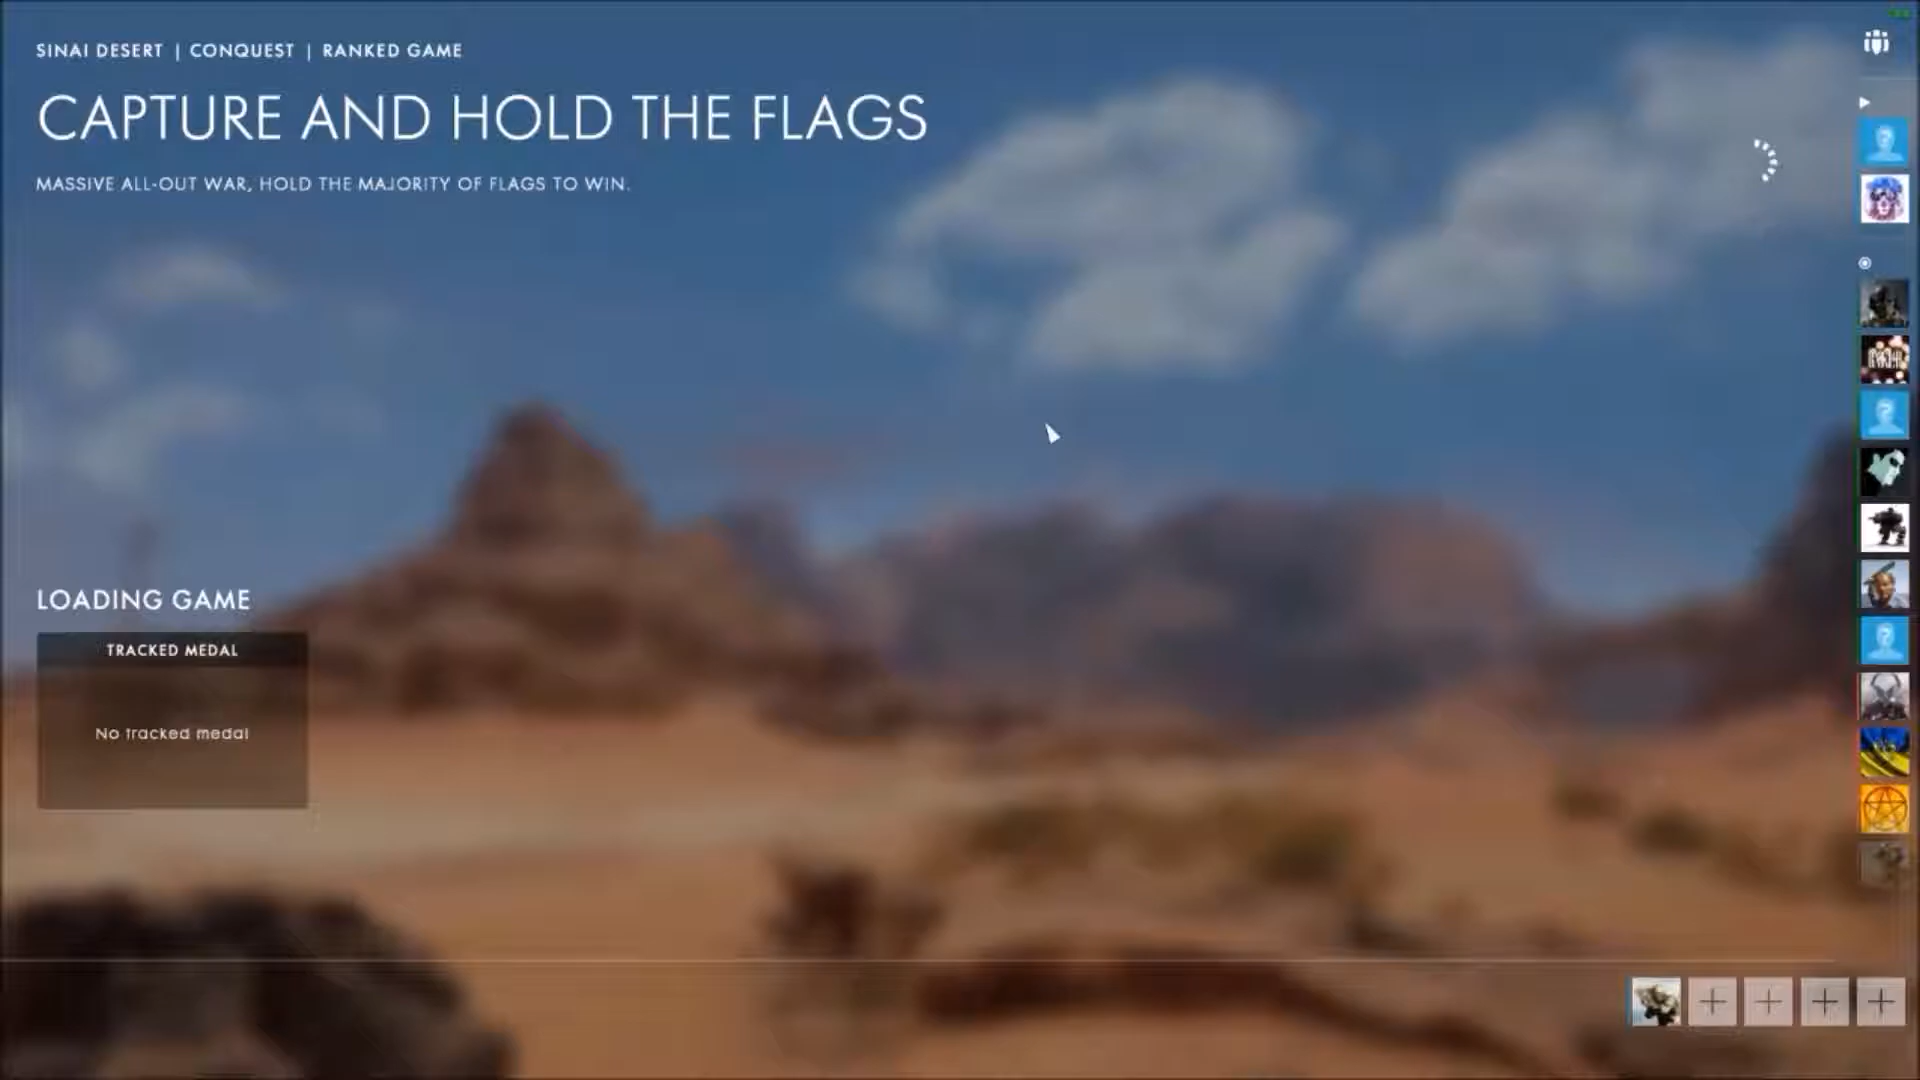 SINAI DESERT | CONQUEST | RANKED GAME
CAPTURE AND HOLD THE FLAGS
MASSIVE ALL-OUT WAR, HOLD THE MAJORITY OF FLAGS TO WIN.
LOADING GAME
TRACKED MEDAL
No tracked medal